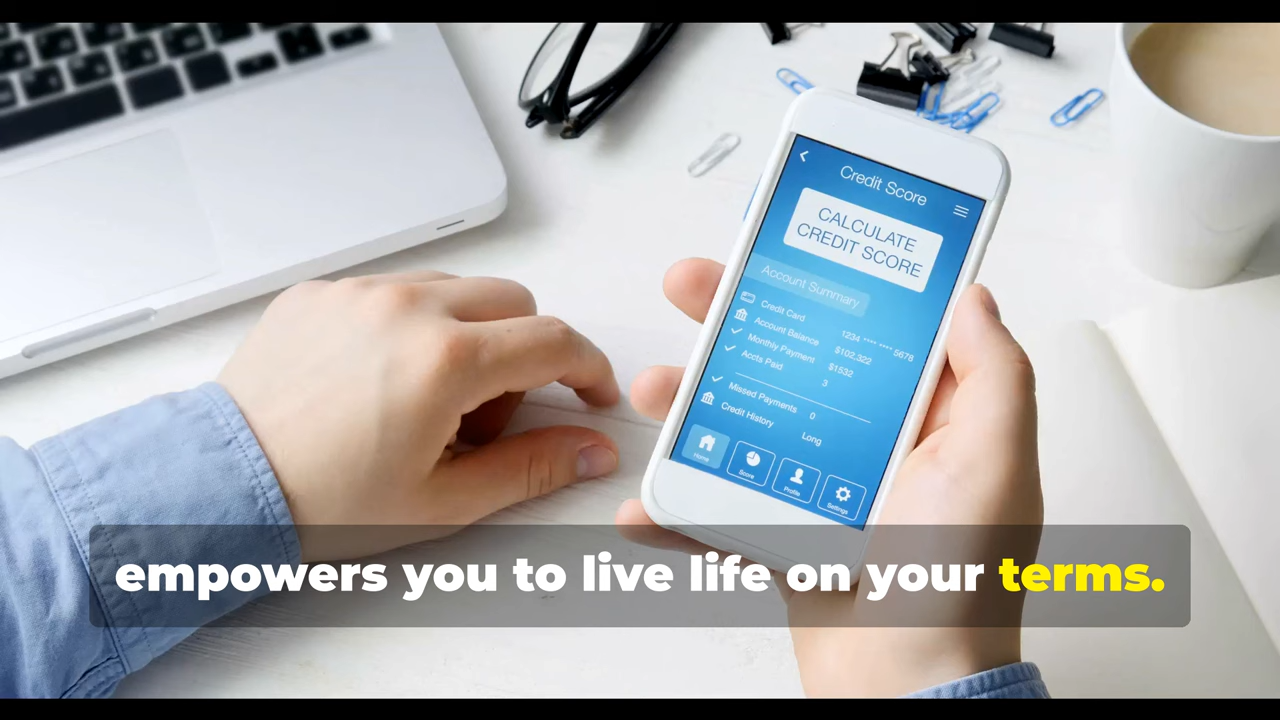 Credit Score
CALCULATE
CREDIT SCORE
Account Summary
Credit Card 1234 **** **** 5678
Account Balance $102.322
Monthly Payment $1532
Accts Paid 3
Missed Payments 0
Credit History Long
Home Score Profile Settings
empowers you to live life on your terms.